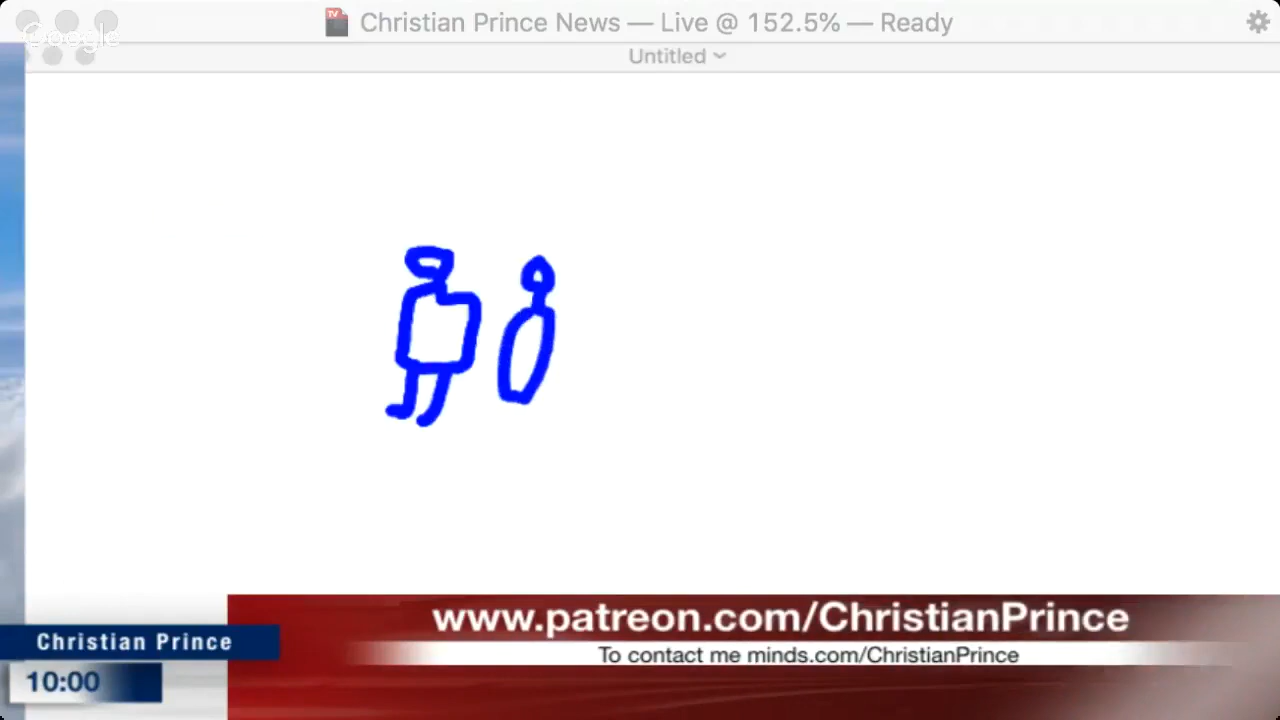 Google
Christian Prince News — Live @ 152.5% — Ready
Untitled
www.patreon.com/ChristianPrince
To contact me minds.com/ChristianPrince
Christian Prince
10:00